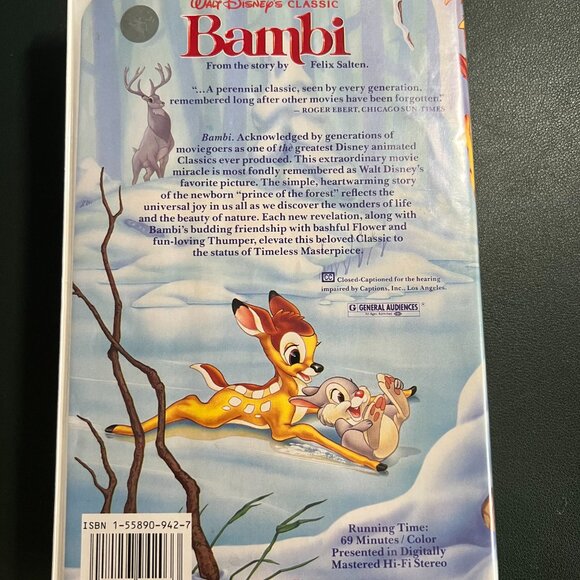 WALT DISNEY'S CLASSIC
Bambi
From the story by Felix Salten.
“...A perennial classic, seen by every generation,
remembered long after other movies have been forgotten.”
— ROGER EBERT, CHICAGO SUN-TIMES
Bambi. Acknowledged by generations of
moviegoers as one of the greatest Disney animated
Classics ever produced. This extraordinary movie
miracle is most fondly remembered as Walt Disney's
favorite picture. The simple, heartwarming story
of the newborn “prince of the forest” reflects the
universal joy in us all as we discover the wonders of life
and the beauty of nature. Each new revelation, along with
Bambi's budding friendship with bashful Flower and
fun-loving Thumper, elevate this beloved Classic to
the status of Timeless Masterpiece.
CC Closed-Captioned for the hearing
impaired by Captions, Inc., Los Angeles.
G GENERAL AUDIENCES
All Ages Admitted
ISBN 1-55890-942-7
Running Time:
69 Minutes / Color
Presented in Digitally
Mastered Hi-Fi Stereo